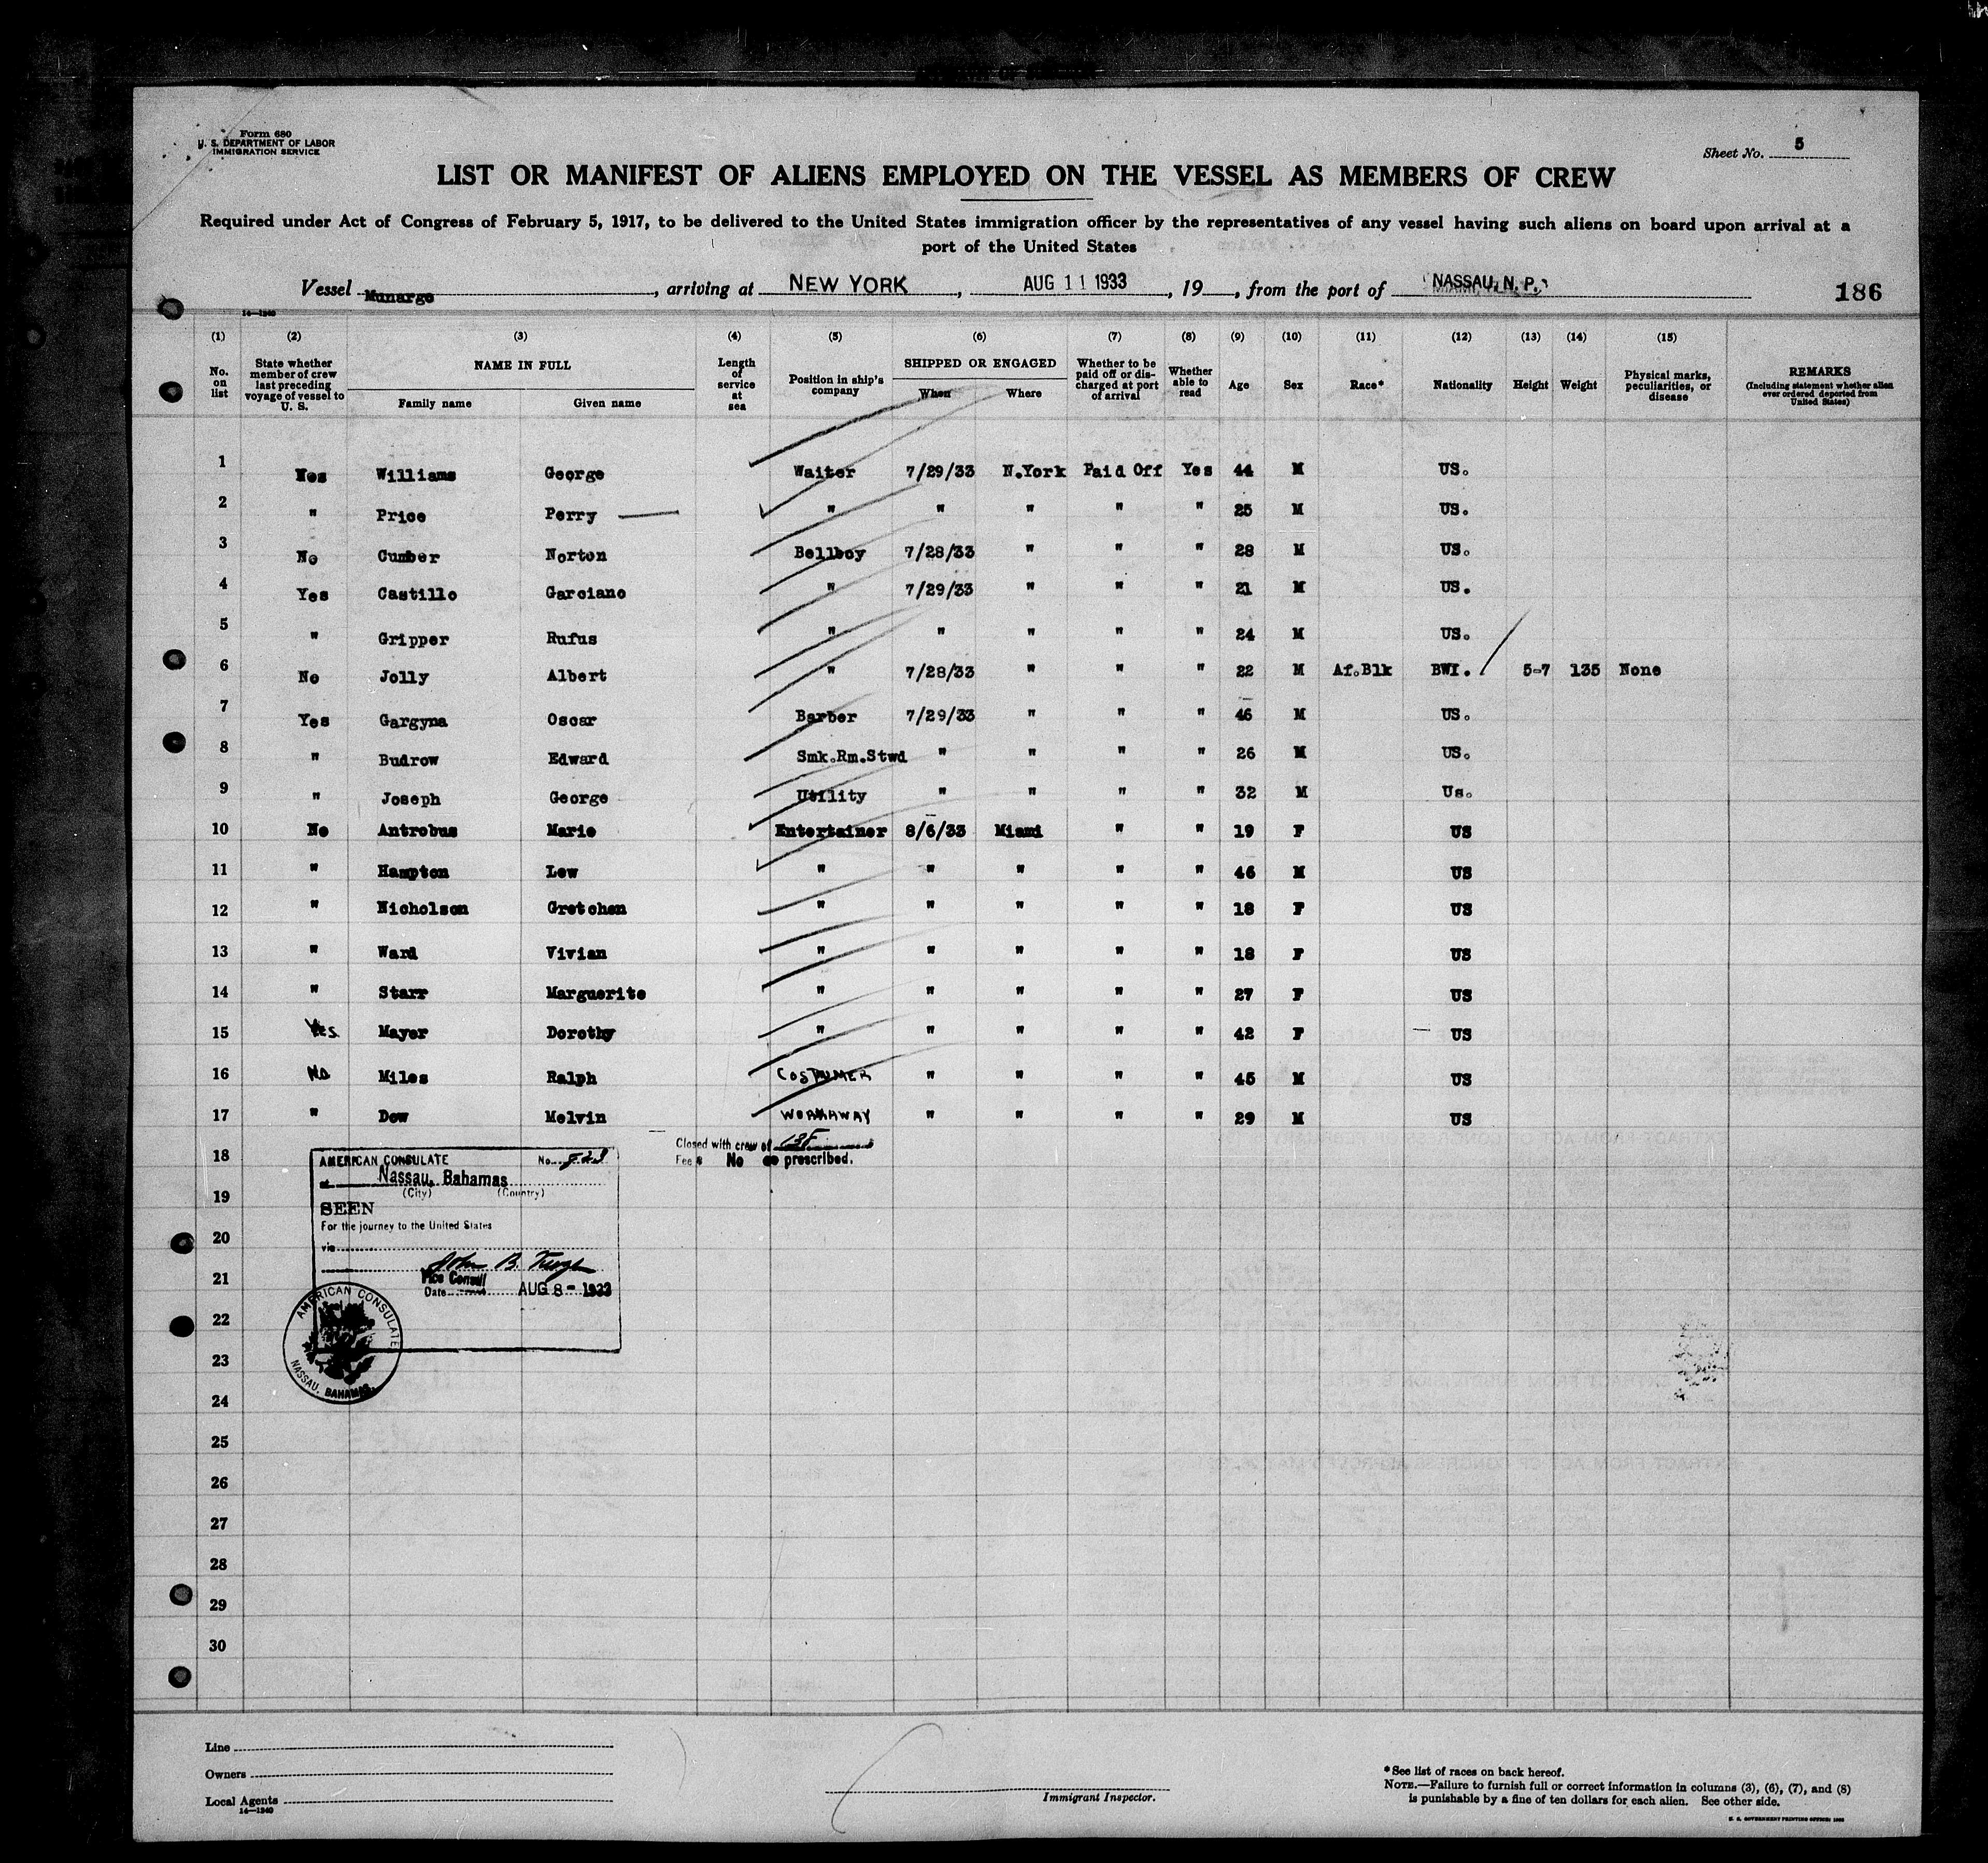 Form 680
U. S. DEPARTMENT OF LABOR
IMMIGRATION SERVICE
Sheet No. 5
LIST OR MANIFEST OF ALIENS EMPLOYED ON THE VESSEL AS MEMBERS OF CREW
Required under Act of Congress of February 5, 1917, to be delivered to the United States immigration officer by the representatives of any vessel having such aliens on board upon arrival at a
port of the United States
Vessel Munargo, arriving at NEW YORK, AUG 11 1933, 19, from the port of NASSAU, N. P.
186
14—1240
(1) (2) (3) (4) (5) (6) (7) (8) (9) (10) (11) (12) (13) (14) (15)
No. on list
State whether member of crew last preceding voyage of vessel to U. S.
NAME IN FULL
Family name Given name
Length of service at sea
Position in ship's company
SHIPPED OR ENGAGED
When Where
Whether to be paid off or discharged at port of arrival
Whether able to read
Age Sex Race* Nationality Height Weight
Physical marks, peculiarities, or disease
REMARKS
(Including statement whether alien ever ordered deported from United States)
1 Williams George Waiter 7/29/33 N.York Paid Off Yes 44 M US.
2 " Price Perry " " " " " 25 M US.
3 No Cumber Norton Bellboy 7/28/33 " " " 28 M US.
4 Yes Castillo Garciano " 7/29/33 " " " 21 M US.
5 " Gripper Rufus " " " " " 24 M US.
6 No Jolly Albert " 7/28/33 " " " 22 M Af.Blk BWI. 5-7 135 None
7 Yes Gargyna Oscar Barber 7/29/33 " " " 46 M US.
8 " Budrow Edward Smk.Rm.Stwd " " " " 26 M US.
9 " Joseph George Utility " " " " 32 M Us.
10 No Antrobus Marie Entertainer 8/6/33 Miami " " 19 F US
11 " Hampton Lew " " " " " 46 M US
12 " Nicholson Gretchen " " " " " 18 F US
13 " Ward Vivian " " " " " 18 F US
14 " Starr Marguerite " " " " " 27 F US
15 Yes Mayer Dorothy " " " " " 42 F US
16 No Miles Ralph COSTUMER " " " " 45 M US
17 " Dow Melvin WORKAWAY " " " " 29 M US
Closed with crew of
Fee $ No as prescribed.
18
19
20
21
22
23
24
25
26
27
28
29
30
AMERICAN CONSULATE No.
at Nassau, Bahamas
(City) (Country)
SEEN
For the journey to the United States
via
John B.
Vice Consul
Date AUG 8 - 1933
AMERICAN CONSULATE
NASSAU, BAHAMAS.
Line
Owners
Local Agents
14—1240
Immigrant Inspector.
*See list of races on back hereof.
NOTE.—Failure to furnish full or correct information in columns (3), (6), (7), and (8)
is punishable by a fine of ten dollars for each alien. See other side.